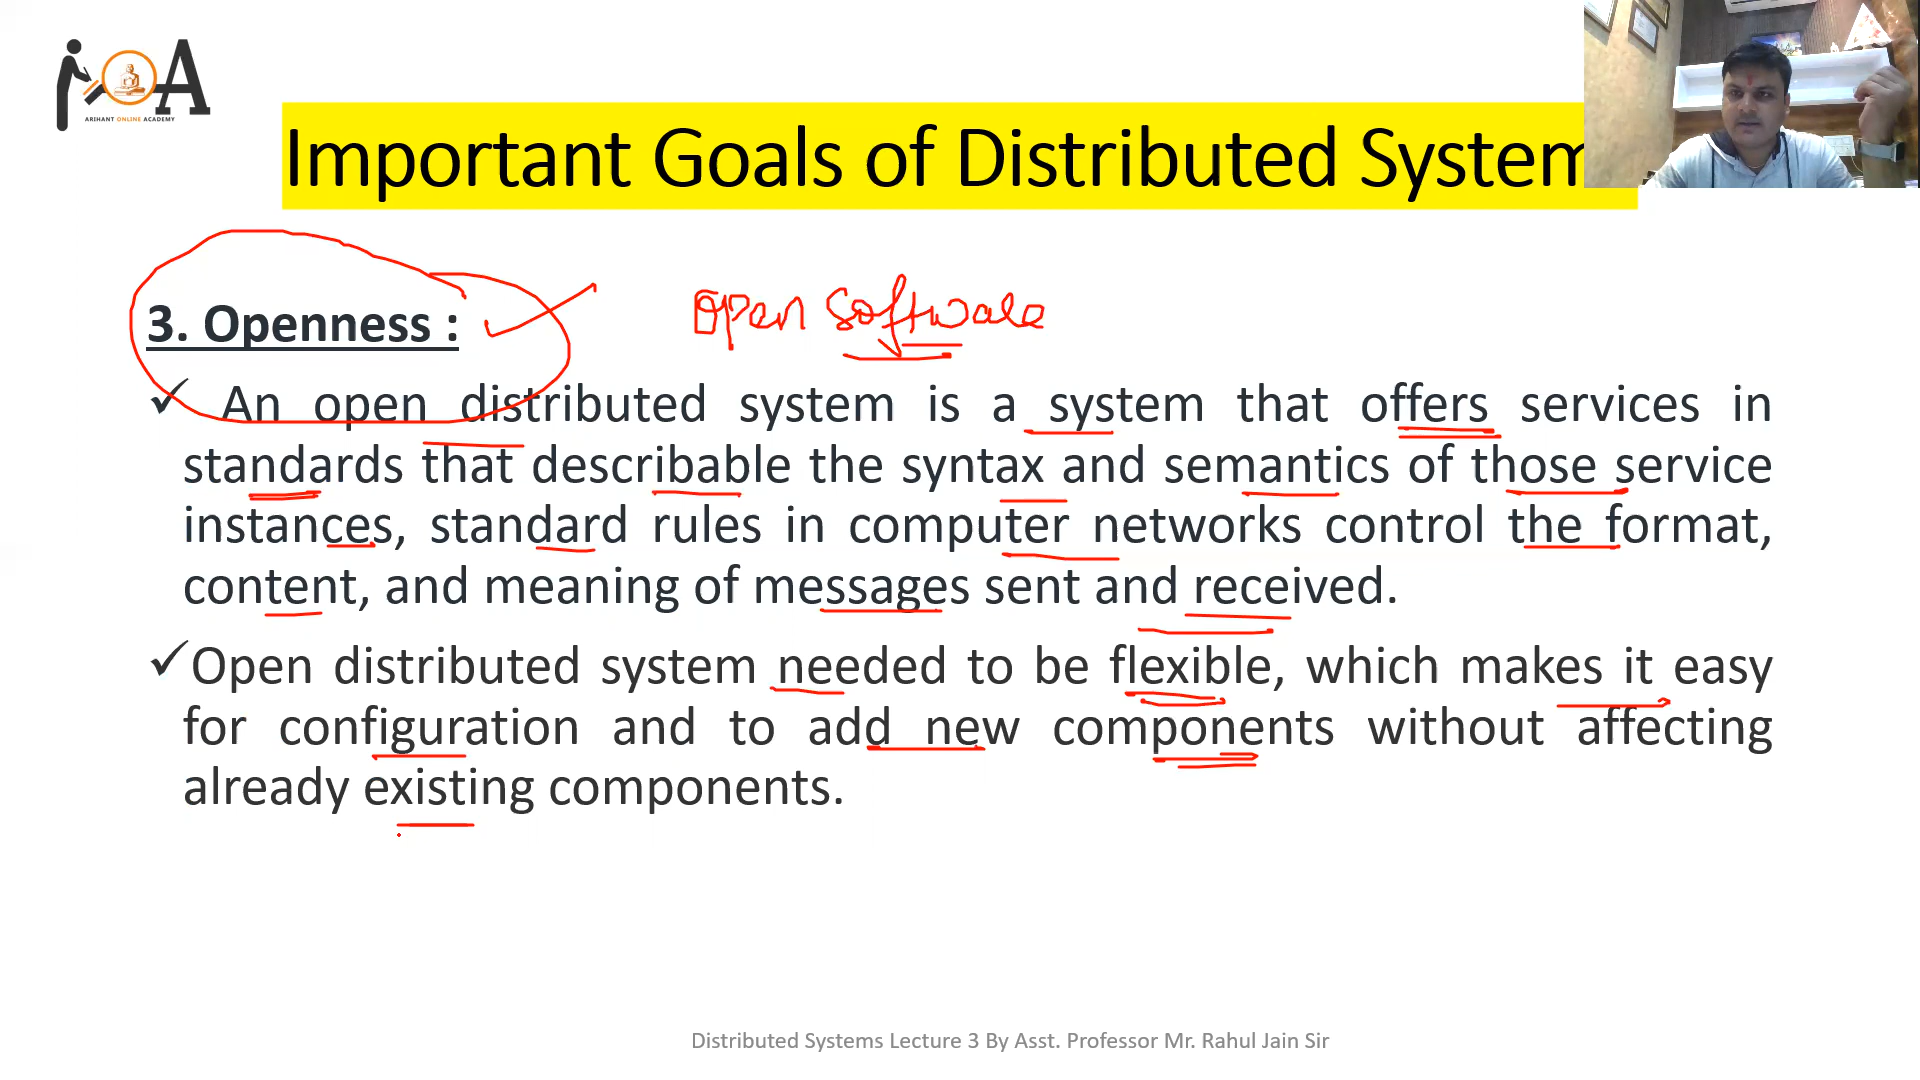 ARIHANT ONLINE ACADEMY
Important Goals of Distributed System
3. Openness :
Open Software
✓ An open distributed system is a system that offers services in
standards that describable the syntax and semantics of those service
instances, standard rules in computer networks control the format,
content, and meaning of messages sent and received.
✓Open distributed system needed to be flexible, which makes it easy
for configuration and to add new components without affecting
already existing components.
Distributed Systems Lecture 3 By Asst. Professor Mr. Rahul Jain Sir